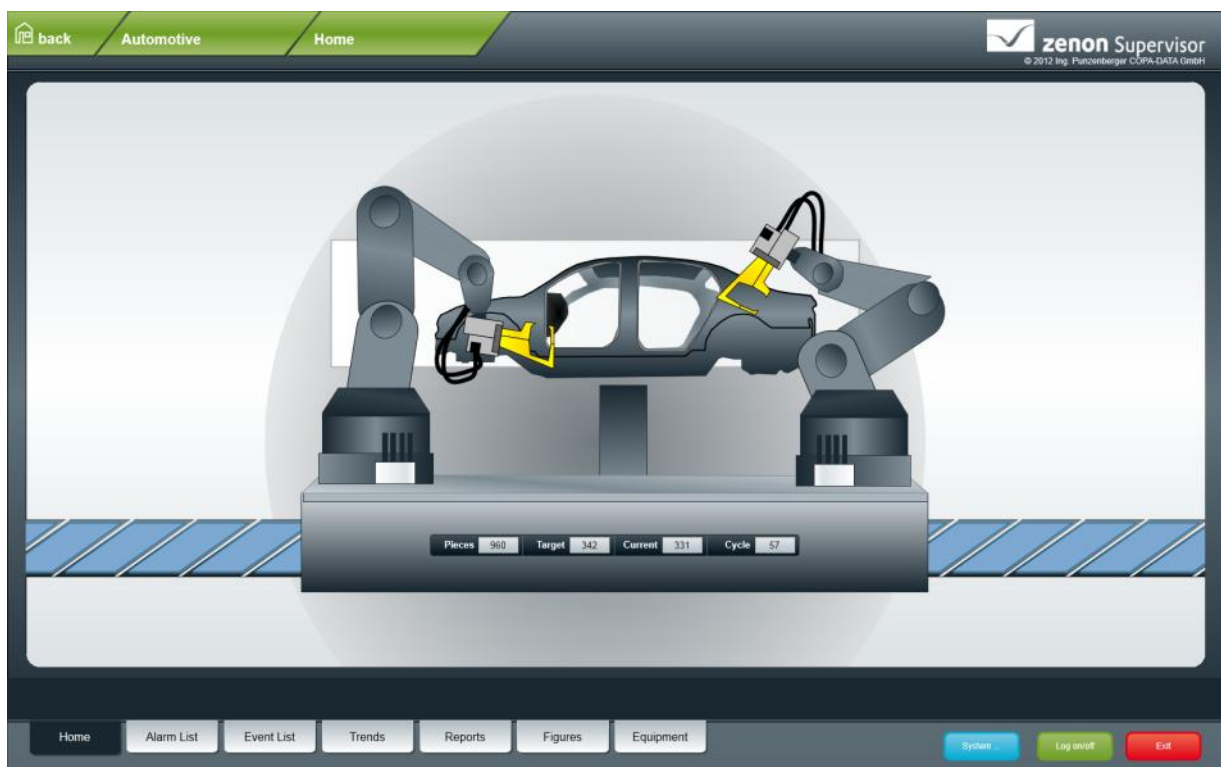 back Automotive Home
zenon Supervisor
© 2012 Ing. Punzenberger COPA-DATA GmbH
Pieces 960 Target 342 Current 331 Cycle 57
Home Alarm List Event List Trends Reports Figures Equipment
System ... Log on/off Exit